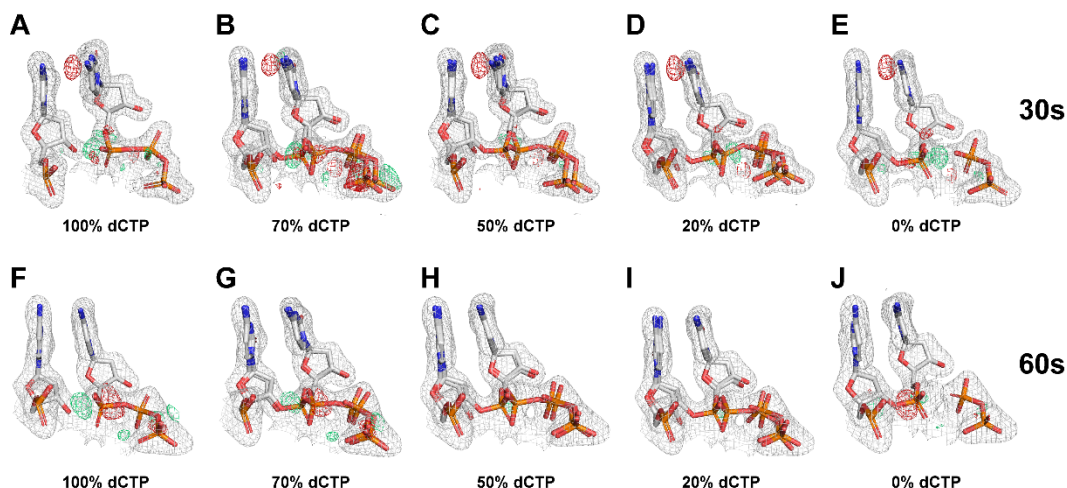 A B C D E
30s
100% dCTP 70% dCTP 50% dCTP 20% dCTP 0% dCTP
F G H I J
60s
100% dCTP 70% dCTP 50% dCTP 20% dCTP 0% dCTP